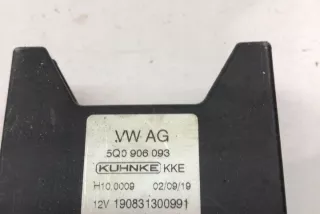 VW AG
5Q0 906 093
KUHNKE KKE
H10.0009 02/09/19
12V 190831300991